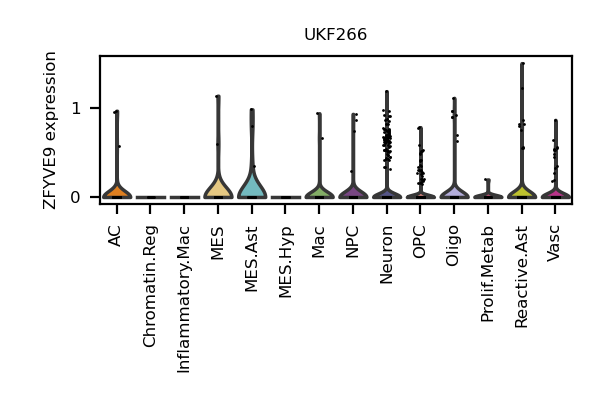 UKF266
ZFYVE9 expression
1
0
AC
Chromatin.Reg
Inflammatory.Mac
MES
MES.Ast
MES.Hyp
Mac
NPC
Neuron
OPC
Oligo
Prolif.Metab
Reactive.Ast
Vasc